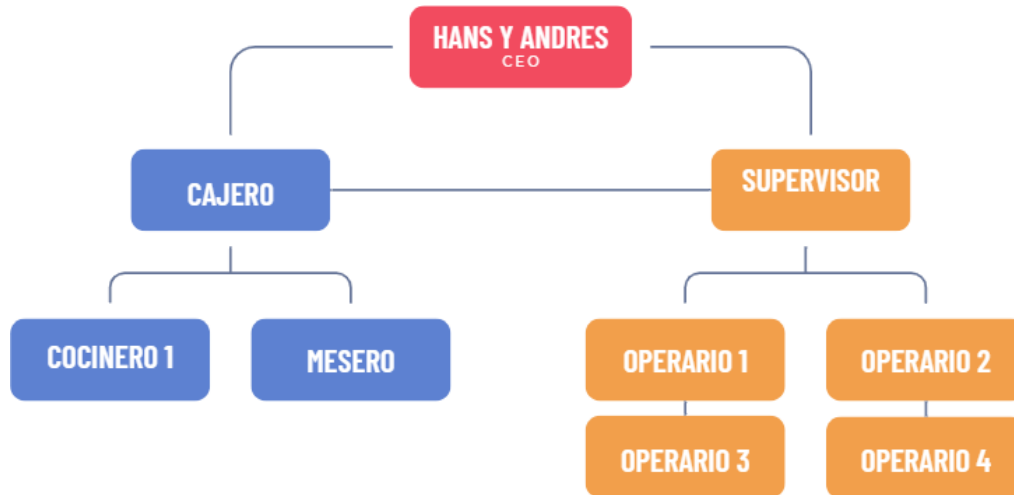 HANS Y ANDRES
CEO
CAJERO
SUPERVISOR
COCINERO 1
MESERO
OPERARIO 1
OPERARIO 2
OPERARIO 3
OPERARIO 4